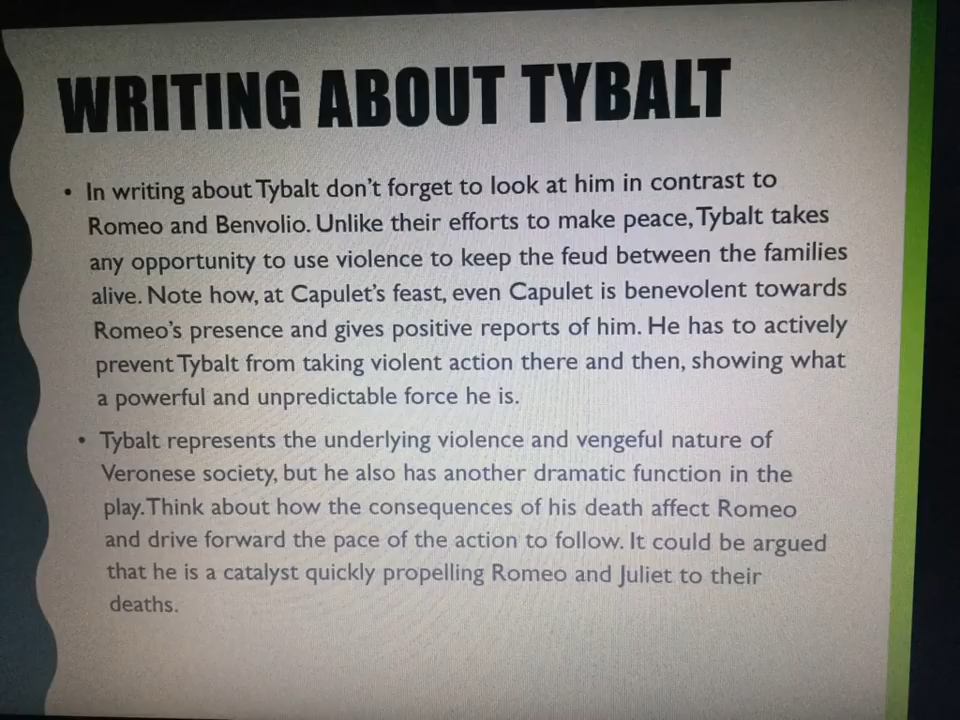 WRITING ABOUT TYBALT
• In writing about Tybalt don't forget to look at him in contrast to
Romeo and Benvolio. Unlike their efforts to make peace, Tybalt takes
any opportunity to use violence to keep the feud between the families
alive. Note how, at Capulet's feast, even Capulet is benevolent towards
Romeo's presence and gives positive reports of him. He has to actively
prevent Tybalt from taking violent action there and then, showing what
a powerful and unpredictable force he is.
• Tybalt represents the underlying violence and vengeful nature of
Veronese society, but he also has another dramatic function in the
play. Think about how the consequences of his death affect Romeo
and drive forward the pace of the action to follow. It could be argued
that he is a catalyst quickly propelling Romeo and Juliet to their
deaths.